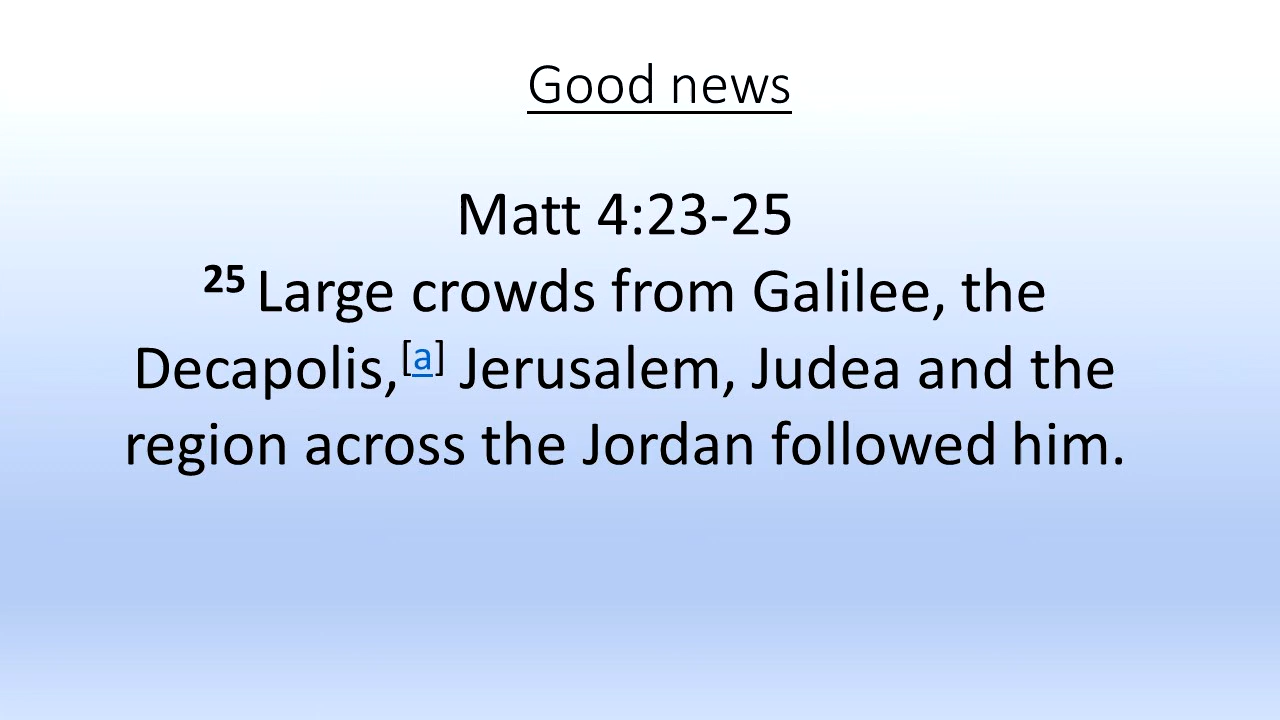 Good news
Matt 4:23-25
25 Large crowds from Galilee, the
Decapolis,[a] Jerusalem, Judea and the
region across the Jordan followed him.